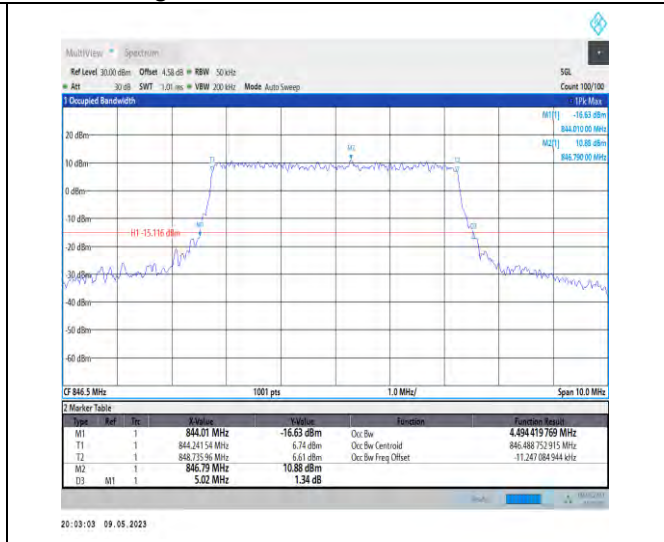 MultiView Spectrum
Ref Level 30.00 dBm Offset 4.58 dB RBW 50 kHz SGL
Att 30 dB SWT 1.01 ms VBW 200 kHz Mode Auto Sweep Count 100/100
1 Occupied Bandwidth 1Pk Max
M1[1] -16.63 dBm
844.010 00 MHz
20 dBm
M2[1] 10.88 dBm
846.790 00 MHz
M2
10 dBm T1 T2
0 dBm
-10 dBm
M1 D3
H1 -15.116 dBm
-20 dBm
-30 dBm
-40 dBm
-50 dBm
-60 dBm
CF 846.5 MHz 1001 pts 1.0 MHz/ Span 10.0 MHz
2 Marker Table
Type Ref Trc X-Value Y-Value Function Function Result
M1 1 844.01 MHz -16.63 dBm Occ Bw 4.494 419 769 MHz
T1 1 844.241 54 MHz 6.74 dBm Occ Bw Centroid 846.488 752 915 MHz
T2 1 848.735 96 MHz 6.61 dBm Occ Bw Freq Offset -11.247 084 944 kHz
M2 1 846.79 MHz 10.88 dBm
D3 M1 1 5.02 MHz 1.34 dB
20:03:03 09.05.2023